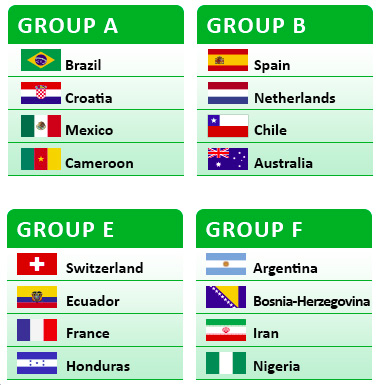 GROUP A
Brazil
Croatia
Mexico
Cameroon
GROUP B
Spain
Netherlands
Chile
Australia
GROUP E
Switzerland
Ecuador
France
Honduras
GROUP F
Argentina
Bosnia-Herzegovina
Iran
Nigeria